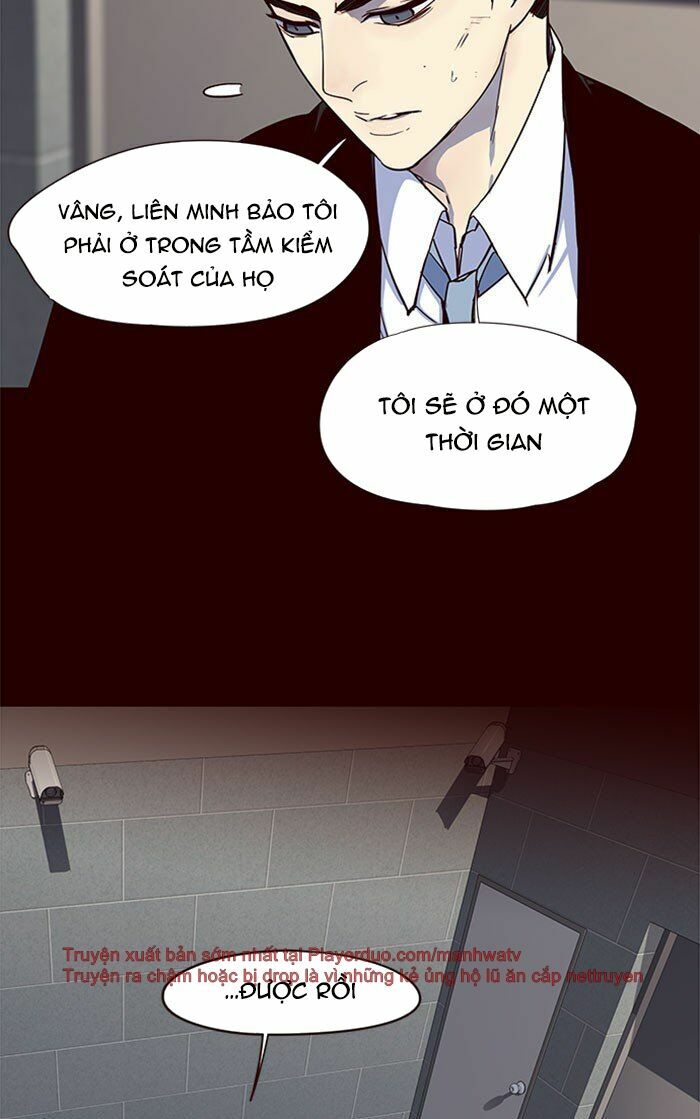 VÂNG, LIÊN MINH BẢO TÔI
PHẢI Ở TRONG TẦM KIỂM
SOÁT CỦA HỌ
TÔI SẼ Ở ĐÓ MỘT
THỜI GIAN
Truyện xuất bản sớm nhất tại Playerduo.com/manhwatv
Truyện ra chậm hoặc bị drop là vì những kẻ ủng hộ lũ ăn cắp nettruyen
...ĐƯỢC RỒI